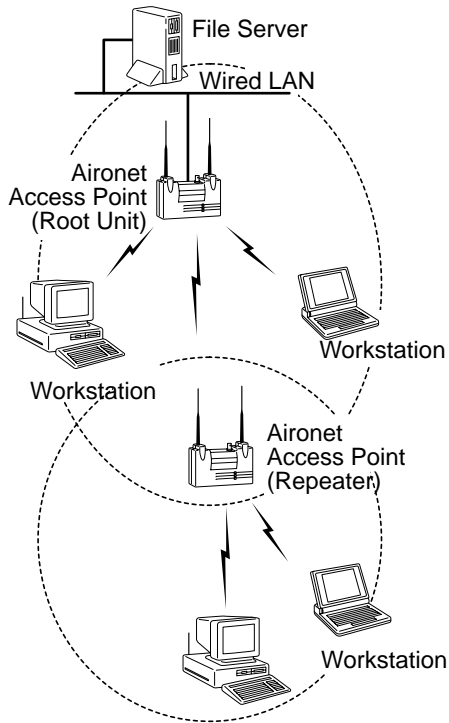 File Server
Wired LAN
Aironet
Access Point
(Root Unit)
Workstation
Workstation
Aironet
Access Point
(Repeater)
Workstation